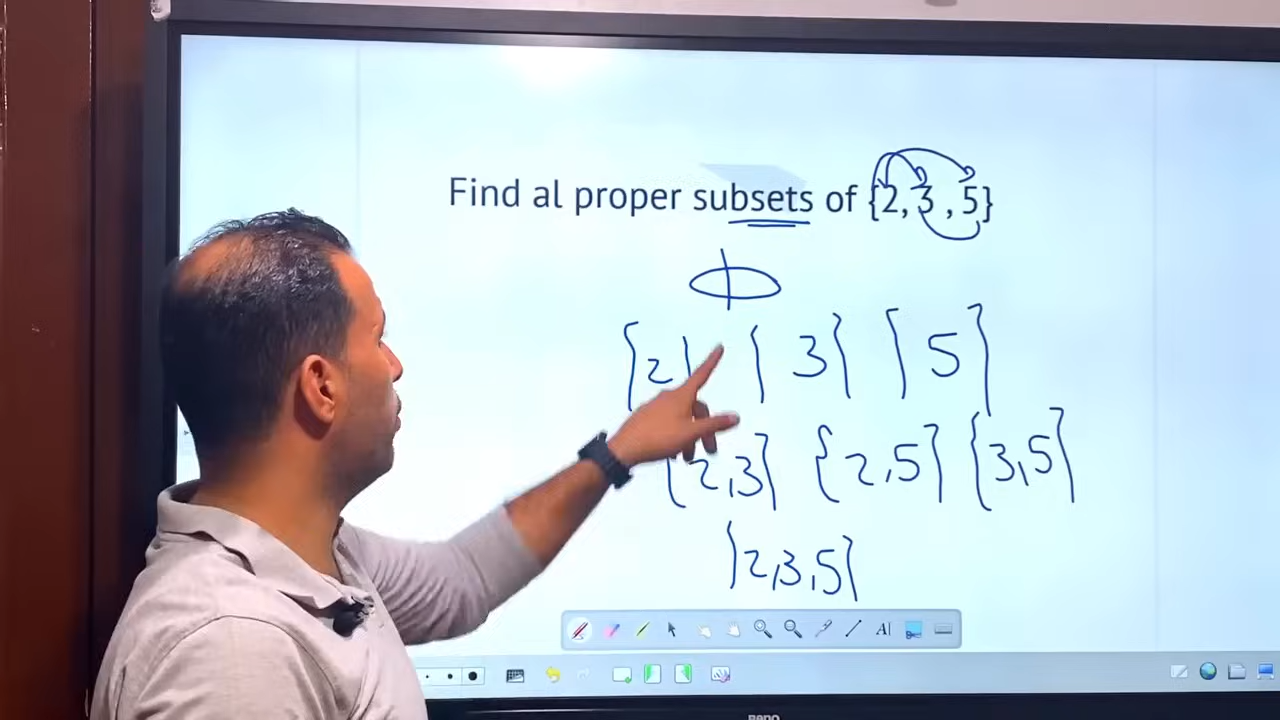 Find al proper subsets of {2, 3 , 5}
∅
{2} {3} {5}
{2,3} {2,5} {3,5}
{2,3,5}
A
BenQ